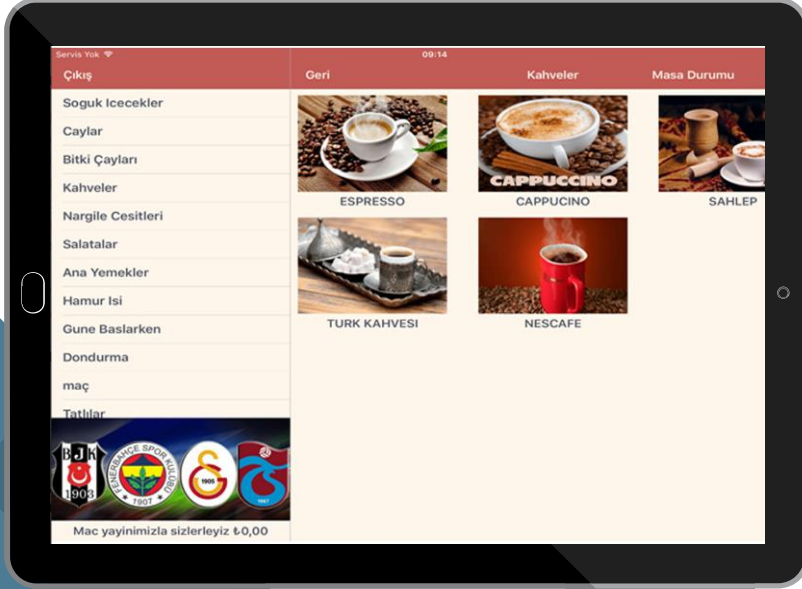 Servis Yok
09:14
Çıkış
Geri
Kahveler
Masa Durumu
Soguk Icecekler
Caylar
Bitki Çayları
Kahveler
Nargile Cesitleri
Salatalar
Ana Yemekler
Hamur Isi
Gune Baslarken
Dondurma
maç
Tatlılar
BJK
1903
FENERBAHÇE SPOR KULÜBÜ
1907
1905
1967
Mac yayinimizla sizlerleyiz ₺0,00
CAPPUCCINO
ESPRESSO
CAPPUCINO
SAHLEP
TURK KAHVESI
NESCAFE